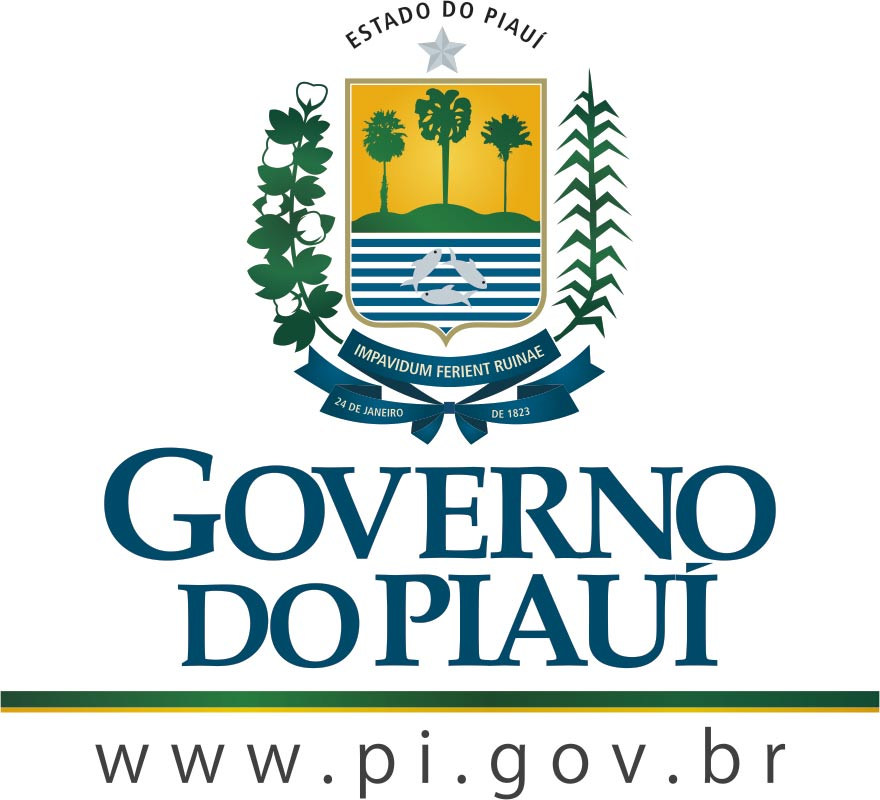 ESTADO DO PIAUÍ
IMPAVIDUM FERIENT RUINAE
24 DE JANEIRO DE 1823
GOVERNO
DO PIAUÍ
www.pi.gov.br